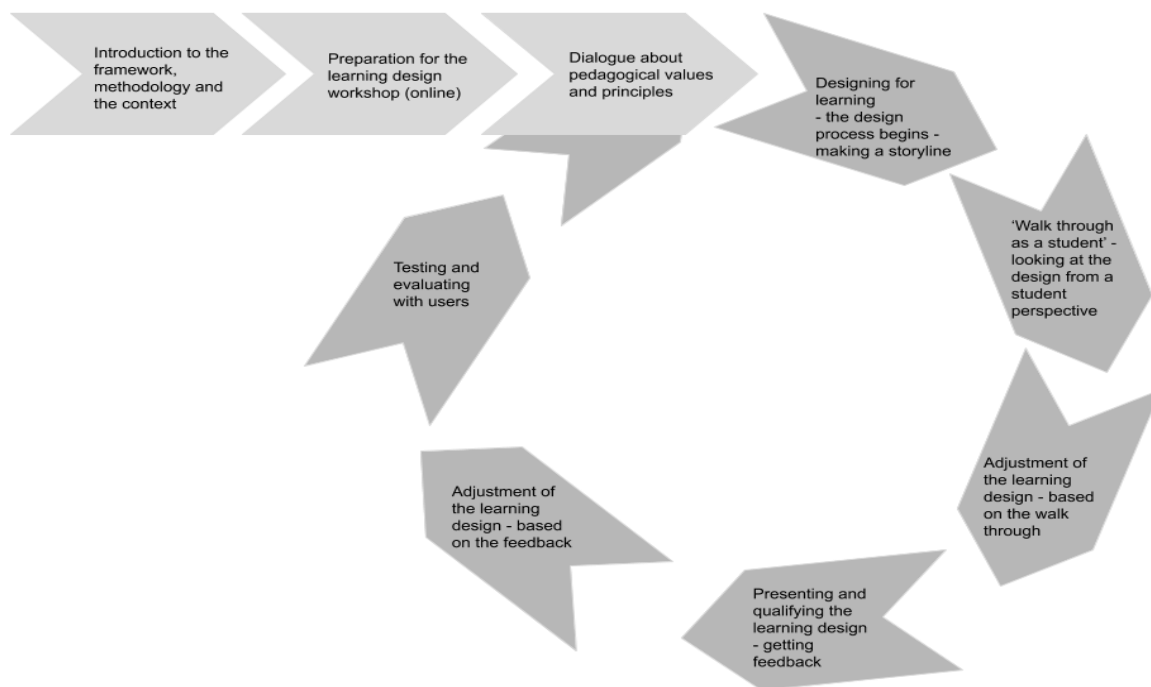 Introduction to the
framework,
methodology and
the context
Preparation for the
learning design
workshop (online)
Dialogue about
pedagogical values
and principles
Designing for
learning
- the design
process begins -
making a storyline
‘Walk through
as a student’ -
looking at the
design from a
student
perspective
Adjustment of
the learning
design - based
on the walk
through
Presenting and
qualifying the
learning design
- getting
feedback
Adjustment of
the learning
design - based
on the feedback
Testing and
evaluating
with users